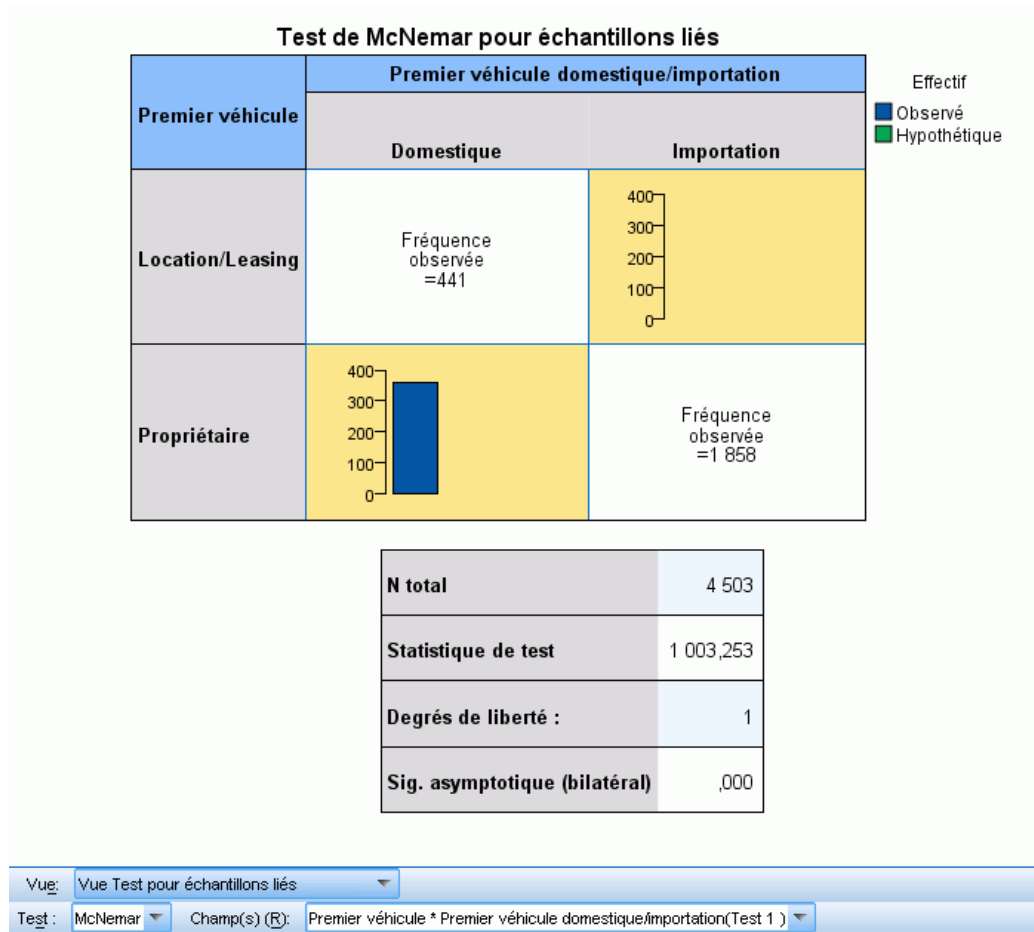 Test de McNemar pour échantillons liés
Premier véhicule
Premier véhicule domestique/importation
Domestique
Importation
Effectif
Observé
Hypothétique
Location/Leasing
Fréquence
observée
=441
400
300
200
100
0
Propriétaire
400
300
200
100
0
Fréquence
observée
=1 858
N total 4 503
Statistique de test 1 003,253
Degrés de liberté : 1
Sig. asymptotique (bilatéral) ,000
Vue: Vue Test pour échantillons liés
Test : McNemar Champ(s) (R): Premier véhicule * Premier véhicule domestique/importation(Test 1 )